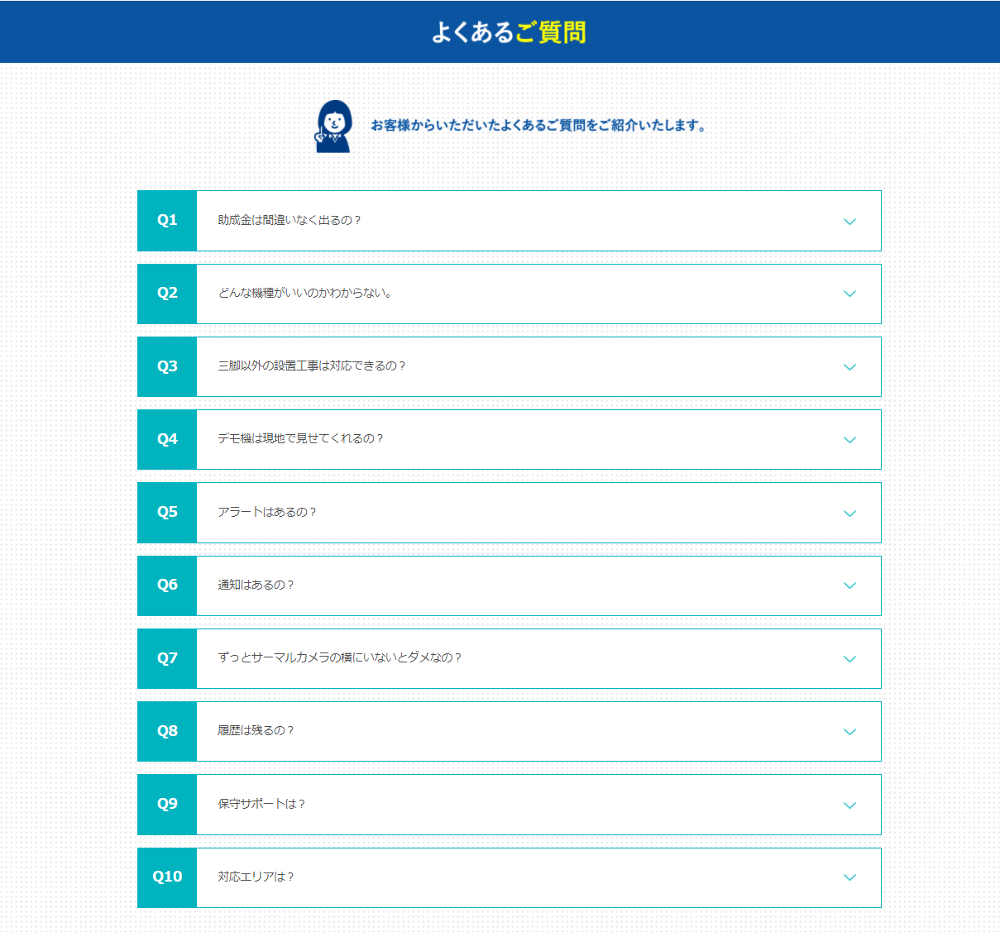 よくあるご質問
お客様からいただいたよくあるご質問をご紹介いたします。
Q1 助成金は間違いなく出るの？
Q2 どんな機種がいいのかわからない。
Q3 三脚以外の設置工事は対応できるの？
Q4 デモ機は現地で見せてくれるの？
Q5 アラートはあるの？
Q6 通知はあるの？
Q7 ずっとサーマルカメラの横にいないとダメなの？
Q8 履歴は残るの？
Q9 保守サポートは？
Q10 対応エリアは？